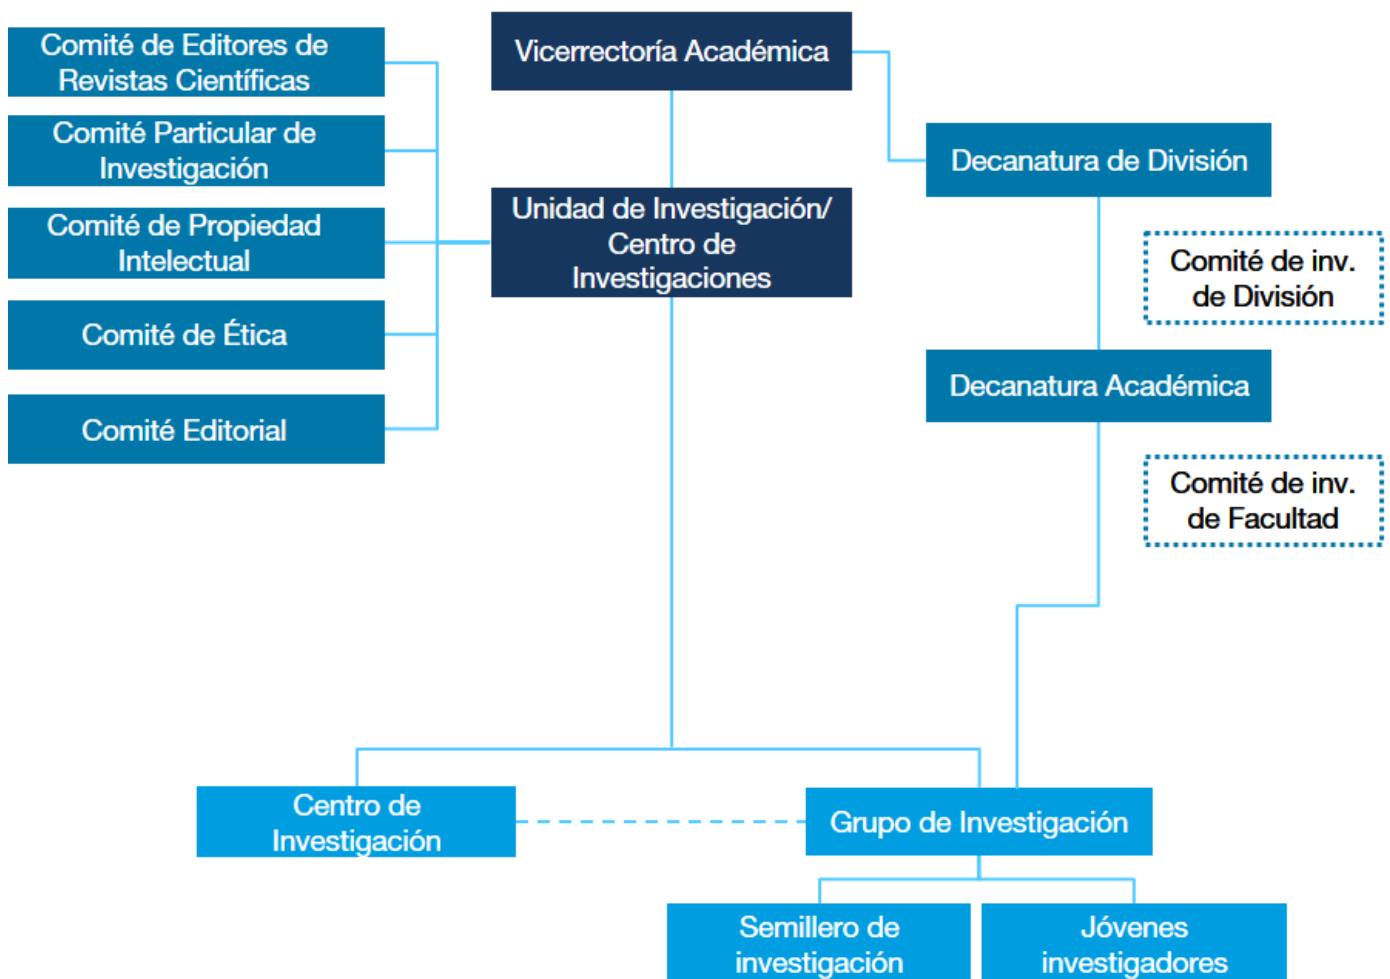 Comité de Editores de
Revistas Científicas
Comité Particular de
Investigación
Comité de Propiedad
Intelectual
Comité de Ética
Comité Editorial
Vicerrectoría Académica
Unidad de Investigación/
Centro de
Investigaciones
Decanatura de División
Comité de inv.
de División
Decanatura Académica
Comité de inv.
de Facultad
Centro de
Investigación
Grupo de Investigación
Semillero de
investigación
Jóvenes
investigadores